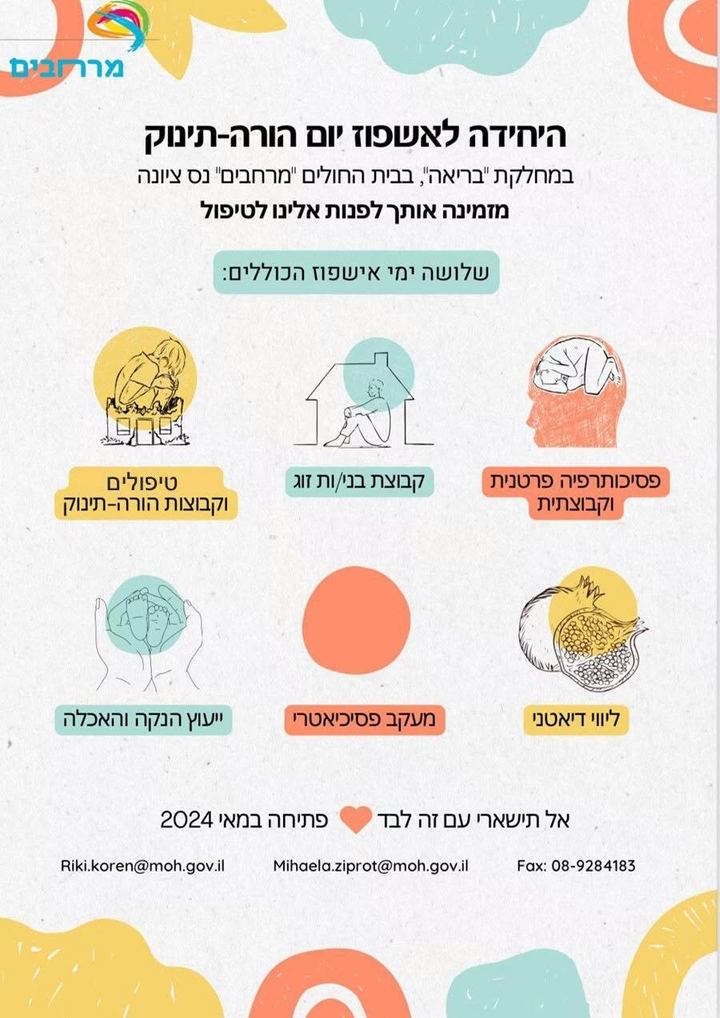 מרחבים
היחידה לאשפוז יום הורה-תינוק
במחלקת "בריאה", בבית החולים "מרחבים" נס ציונה
מזמינה אותך לפנות אלינו לטיפול
שלושה ימי אישפוז הכוללים:
פסיכותרפיה פרטנית
וקבוצתית
קבוצת בני/ות זוג
טיפולים
וקבוצות הורה-תינוק
ליווי דיאטני
מעקב פסיכיאטרי
ייעוץ הנקה והאכלה
אל תישארי עם זה לבד פתיחה במאי 2024
Riki.koren@moh.gov.il Mihaela.ziprot@moh.gov.il Fax: 08-9284183